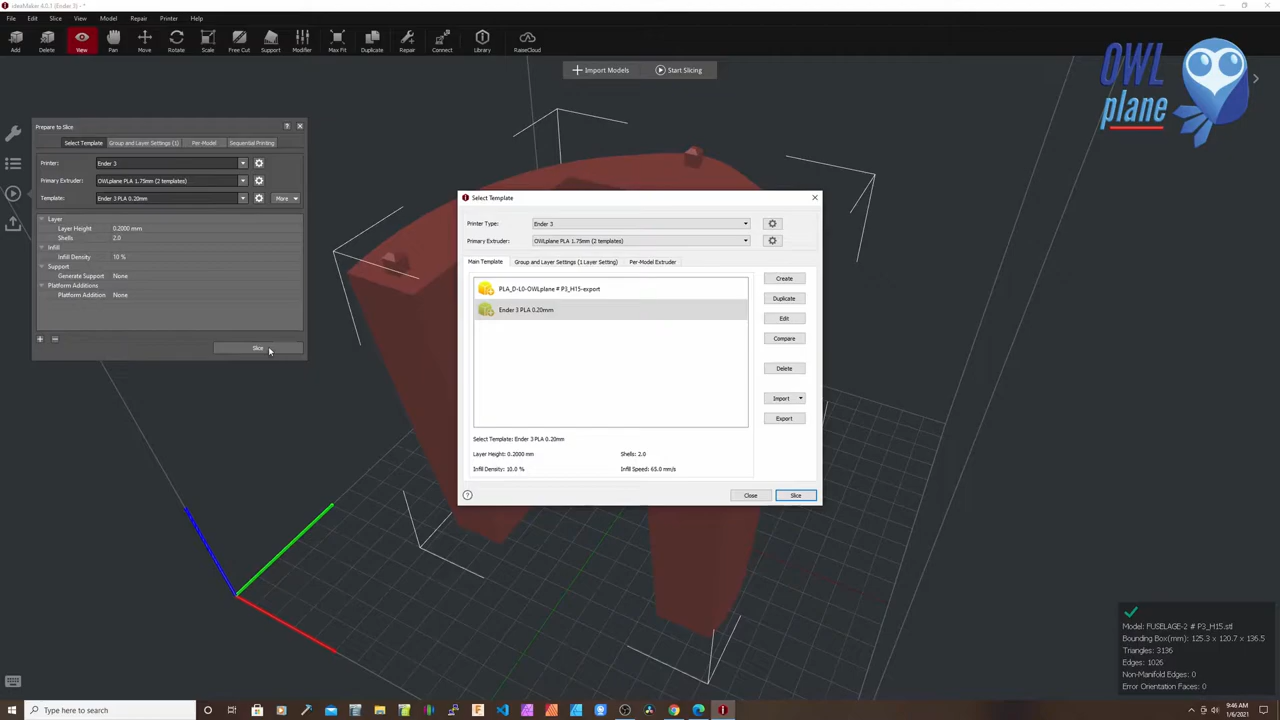 ideaMaker 4.0.1 (Ender 3) - *
File Edit Slice View Model Repair Printer Help
Add Delete View Pan Move Rotate Scale Free Cut Support Modifier Max Fit Duplicate Repair Connect Library RaiseCloud
Import Models Start Slicing
OWL
plane
Prepare to Slice
Select Template Group and Layer Settings (1) Per-Model Sequential Printing
Printer: Ender 3
Primary Extruder: OWLplane PLA 1.75mm (2 templates)
Template: Ender 3 PLA 0.20mm More
Layer
Layer Height 0.2000 mm
Shells 2.0
Infill
Infill Density 10 %
Support
Generate Support None
Platform Additions
Platform Addition None
Slice
Select Template
Printer Type: Ender 3
Primary Extruder: OWLplane PLA 1.75mm (2 templates)
Main Template Group and Layer Settings (1 Layer Setting) Per-Model Extruder
PLA_D-L0-OWLplane # P3_H15-export
Ender 3 PLA 0.20mm
Create
Duplicate
Edit
Compare
Delete
Import
Export
Select Template: Ender 3 PLA 0.20mm
Layer Height: 0.2000 mm Shells: 2.0
Infill Density: 10.0 % Infill Speed: 65.0 mm/s
Close Slice
Model: FUSELAGE-2 # P3_H15.stl
Bounding Box(mm): 125.3 x 120.7 x 136.5
Triangles: 3136
Edges: 1026
Non-Manifold Edges: 0
Error Orientation Faces: 0
Type here to search
9:46 AM
1/6/2021